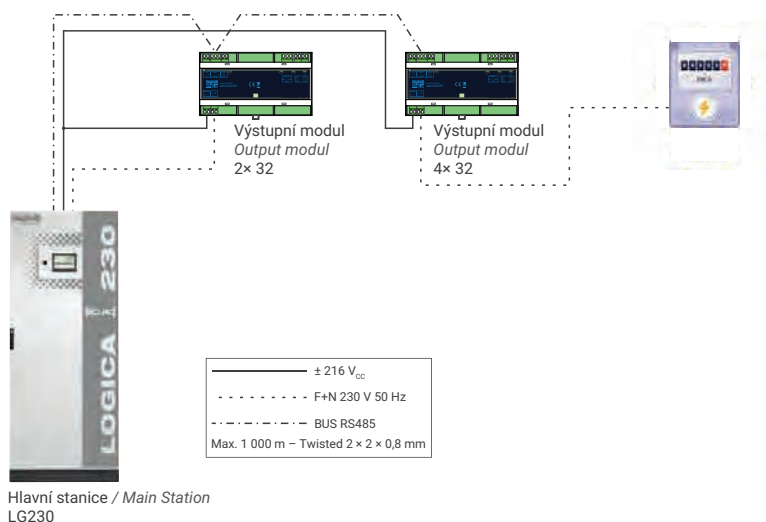 Výstupní modul
Output modul
2× 32
Výstupní modul
Output modul
4× 32
LOGICA 230
± 216 Vcc
F+N 230 V 50 Hz
BUS RS485
Max. 1 000 m – Twisted 2 × 2 × 0,8 mm
Hlavní stanice / Main Station
LG230